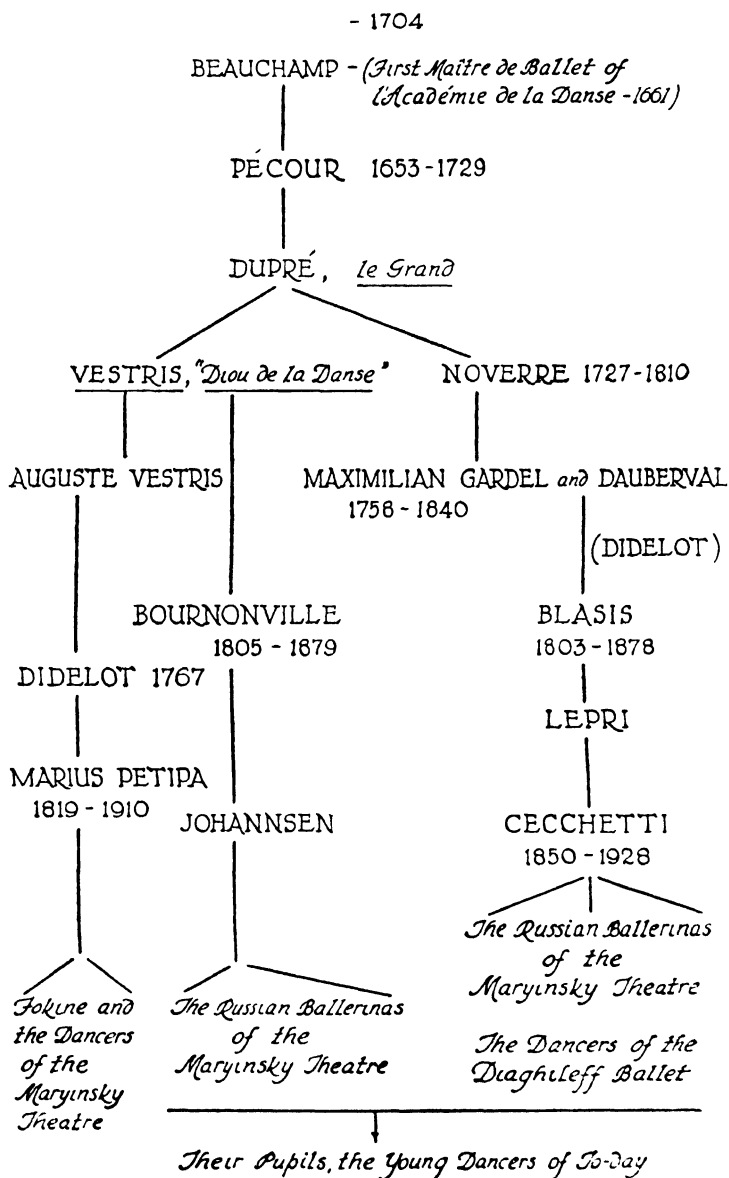 - 1704
BEAUCHAMP - (First Maître de Ballet of
l'Académie de la Danse - 1661)
PÉCOUR 1653-1729
DUPRÉ, le Grand
VESTRIS, "Diou de la Danse"
NOVERRE 1727-1810
AUGUSTE VESTRIS
MAXIMILIAN GARDEL and DAUBERVAL
1758 - 1840
(DIDELOT)
BOURNONVILLE
1805 - 1879
BLASIS
1803-1878
DIDELOT 1767
LEPRI
MARIUS PETIPA
1819 - 1910
JOHANNSEN
CECCHETTI
1850 - 1928
Fokine and
the Dancers
of the
Maryinsky
Theatre
The Russian Ballerinas
of the
Maryinsky Theatre
The Russian Ballerinas
of the
Maryinsky Theatre
The Dancers of the
Diaghileff Ballet
Their Pupils, the Young Dancers of To-day